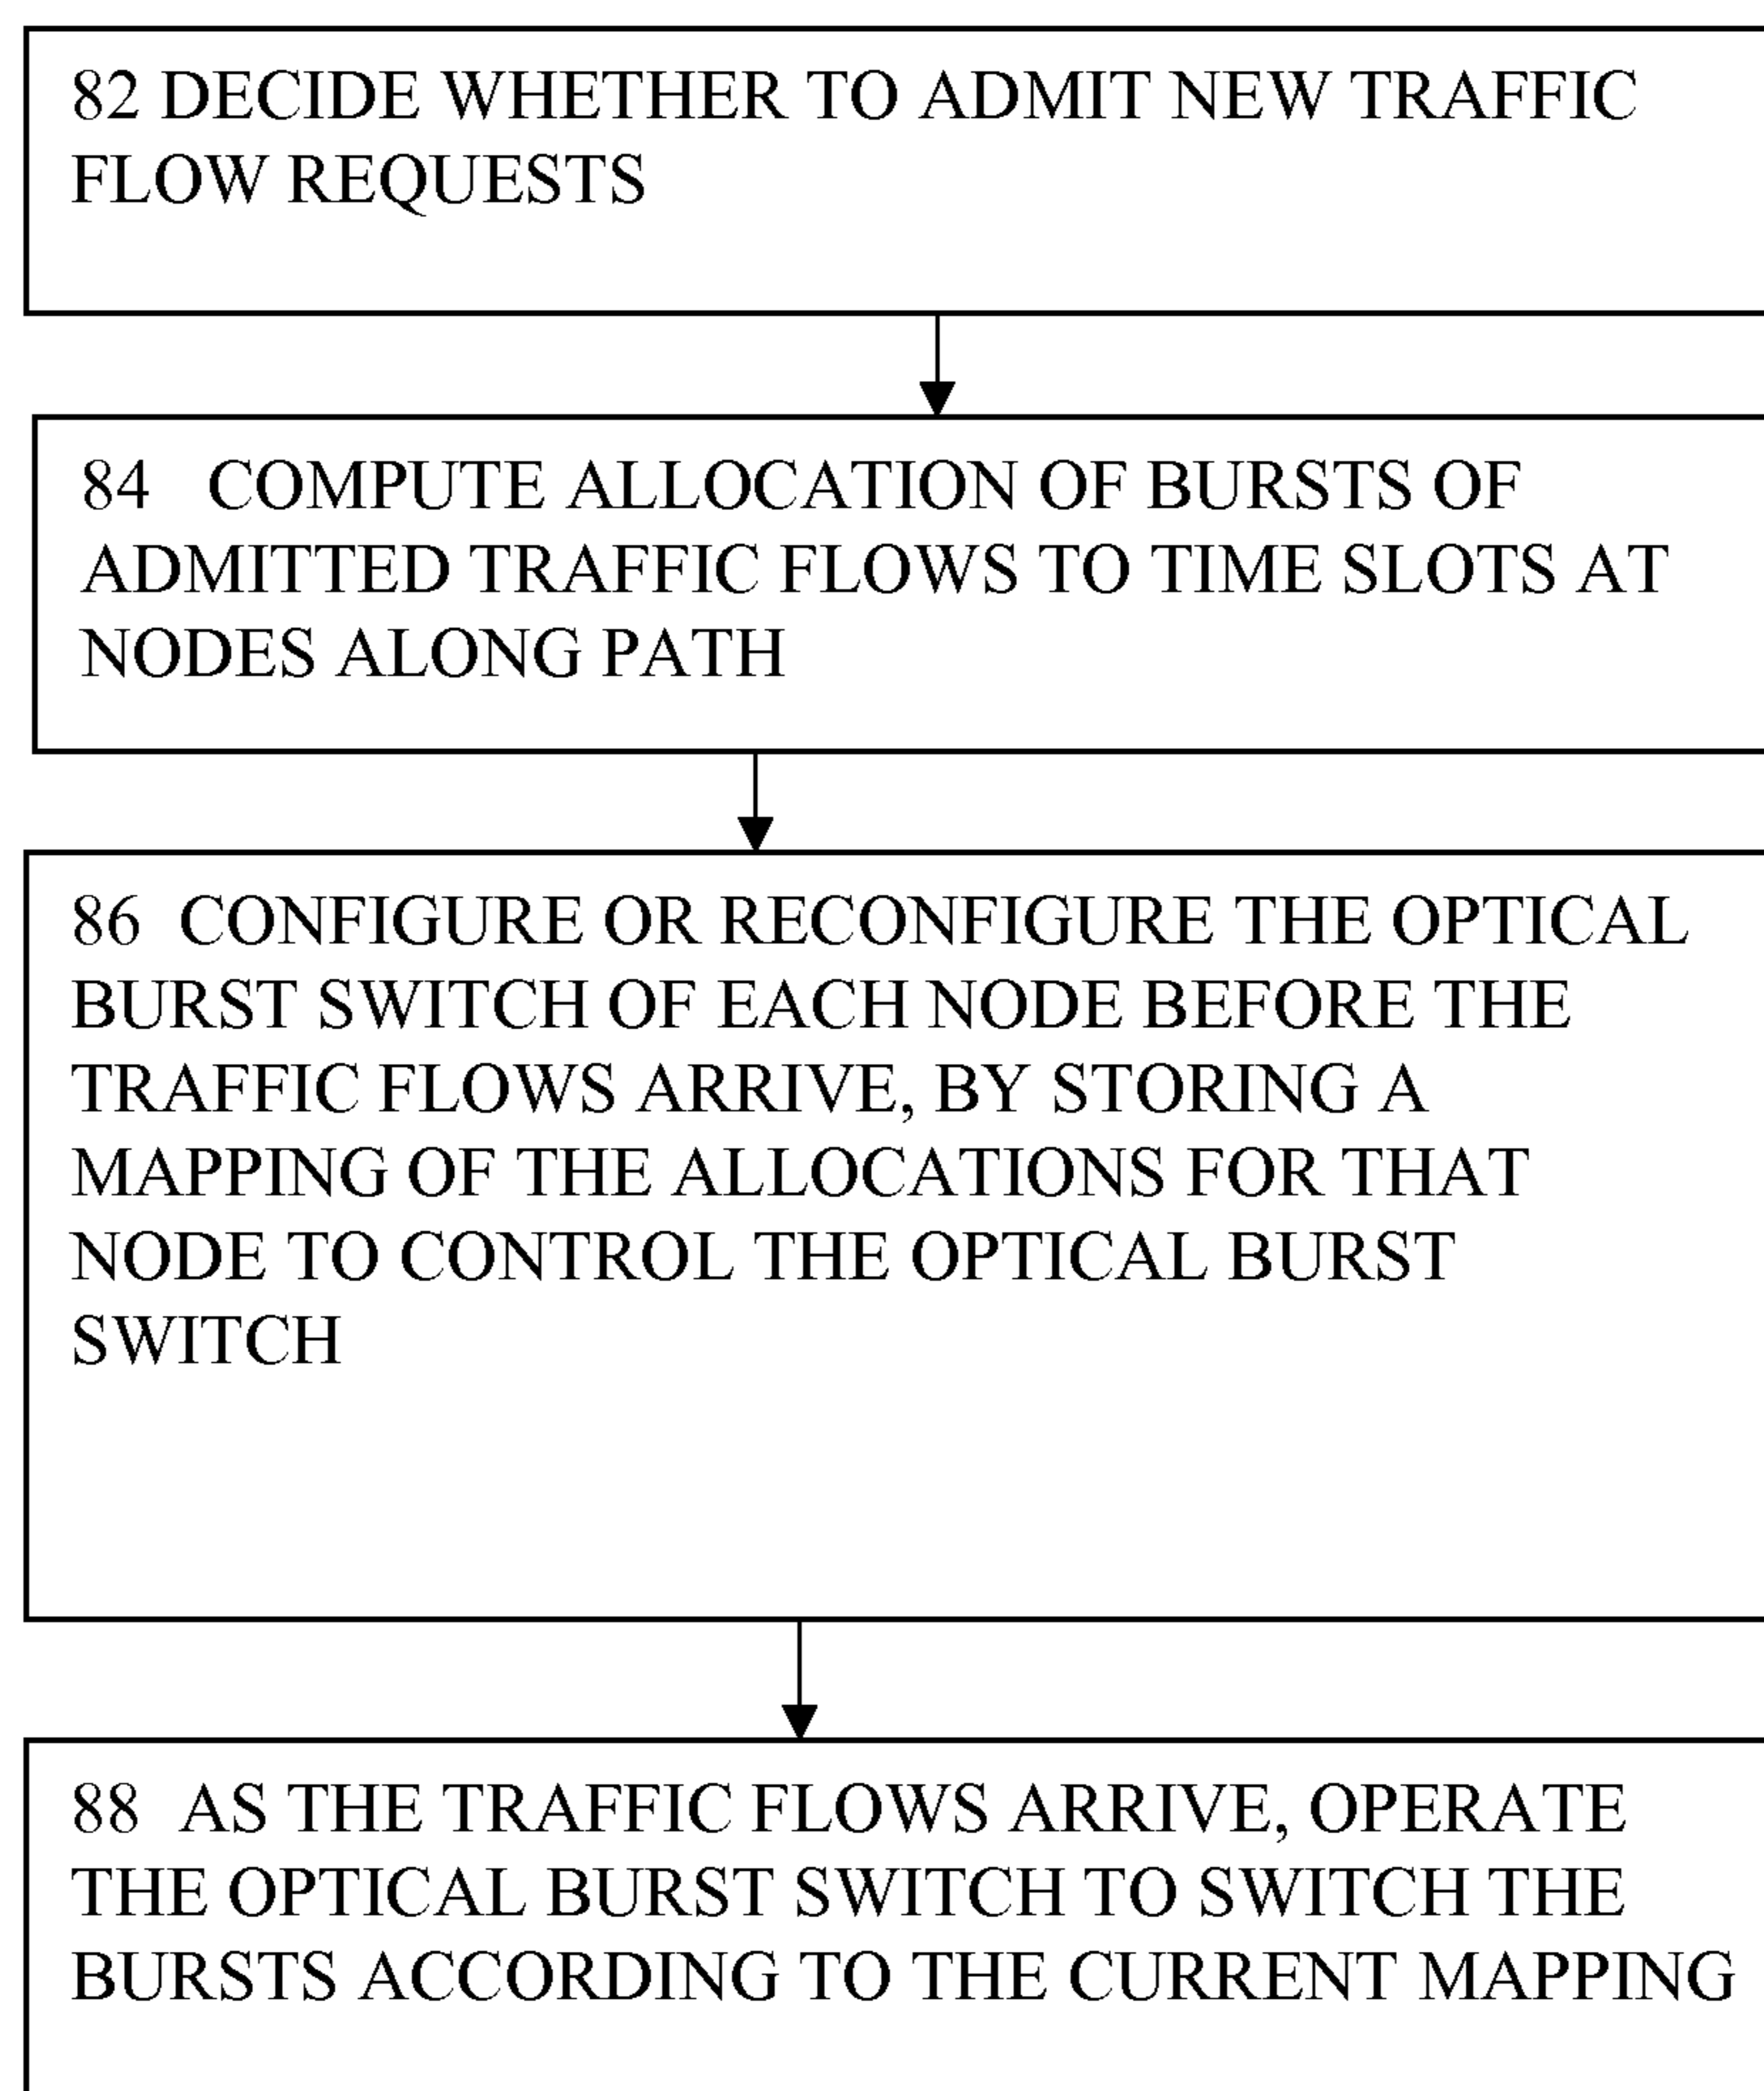 82 DECIDE WHETHER TO ADMIT NEW TRAFFIC
FLOW REQUESTS
84 COMPUTE ALLOCATION OF BURSTS OF
ADMITTED TRAFFIC FLOWS TO TIME SLOTS AT
NODES ALONG PATH
86 CONFIGURE OR RECONFIGURE THE OPTICAL
BURST SWITCH OF EACH NODE BEFORE THE
TRAFFIC FLOWS ARRIVE, BY STORING A
MAPPING OF THE ALLOCATIONS FOR THAT
NODE TO CONTROL THE OPTICAL BURST
SWITCH
88 AS THE TRAFFIC FLOWS ARRIVE, OPERATE
THE OPTICAL BURST SWITCH TO SWITCH THE
BURSTS ACCORDING TO THE CURRENT MAPPING